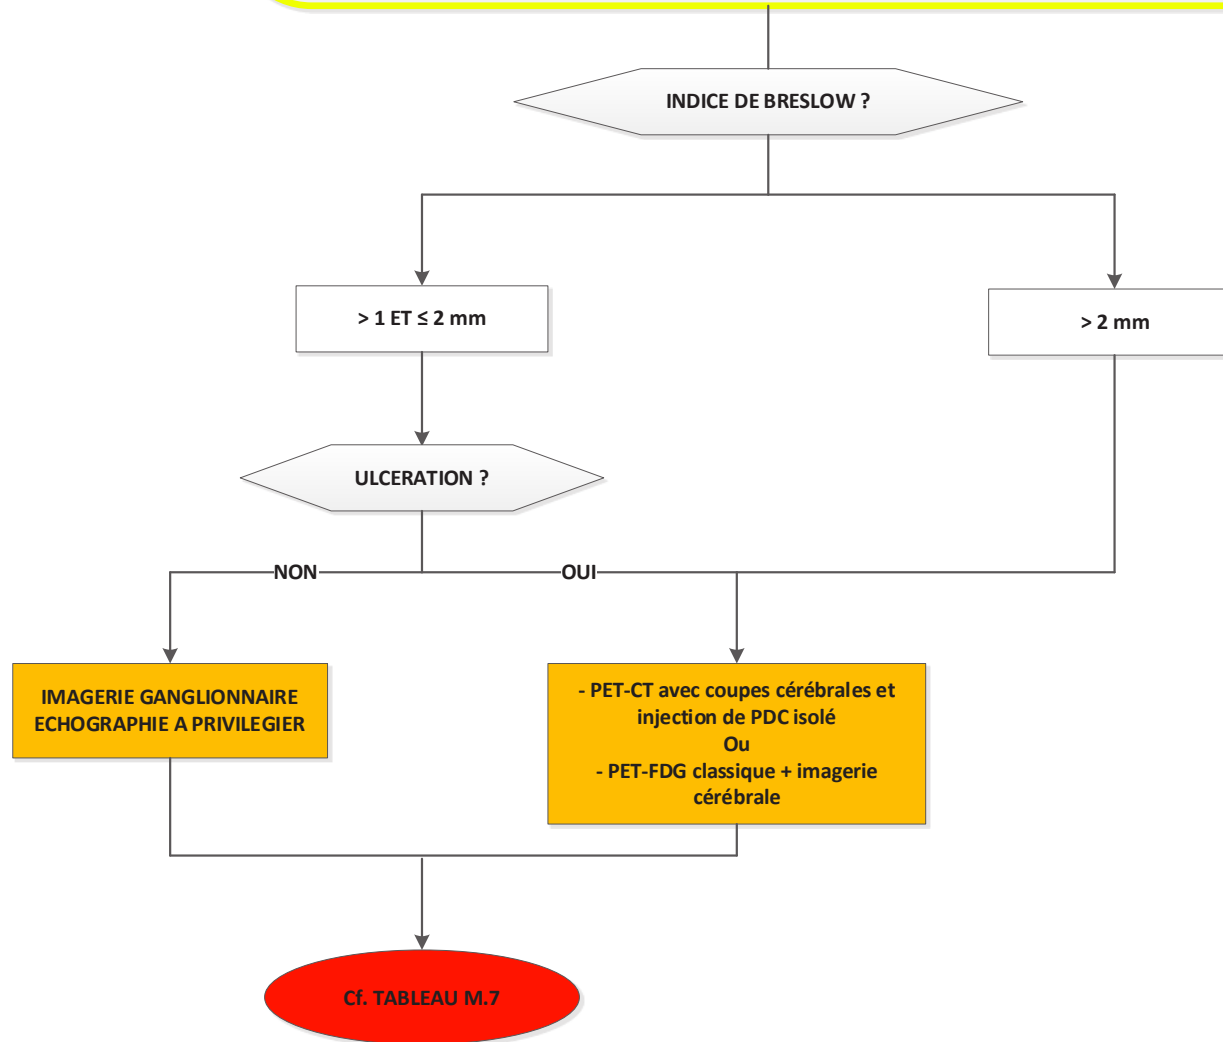 INDICE DE BRESLOW ?
> 1 ET ≤ 2 mm
> 2 mm
ULCERATION ?
NON
OUI
IMAGERIE GANGLIONNAIRE
ECHOGRAPHIE A PRIVILEGIER
- PET-CT avec coupes cérébrales et
injection de PDC isolé
Ou
- PET-FDG classique + imagerie
cérébrale
Cf. TABLEAU M.7